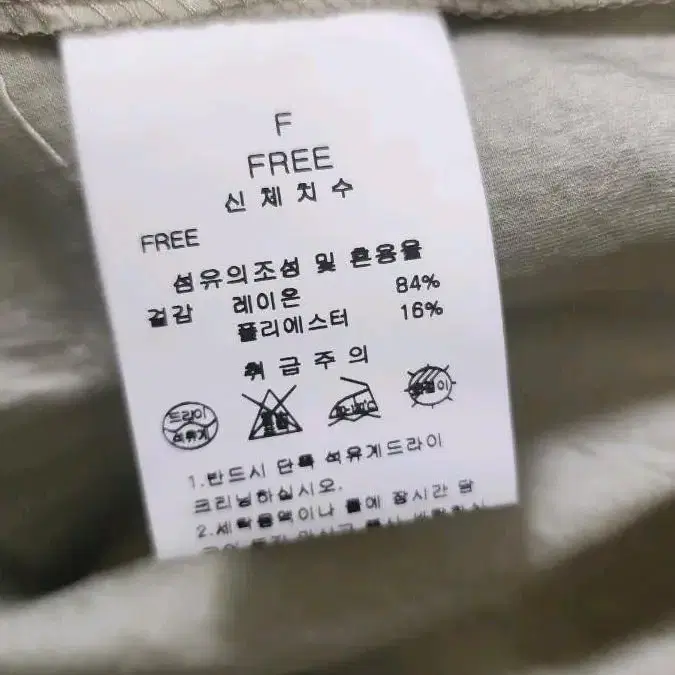 F
FREE
신체치수
FREE
섬유의조성 및 혼용율
겉감 레이온 84%
폴리에스터 16%
취급주의
드라이
석유계
1.반드시 단독 석유계드라이
크리닝하십시오.
2.세탁용액이나 물에 장시간 담